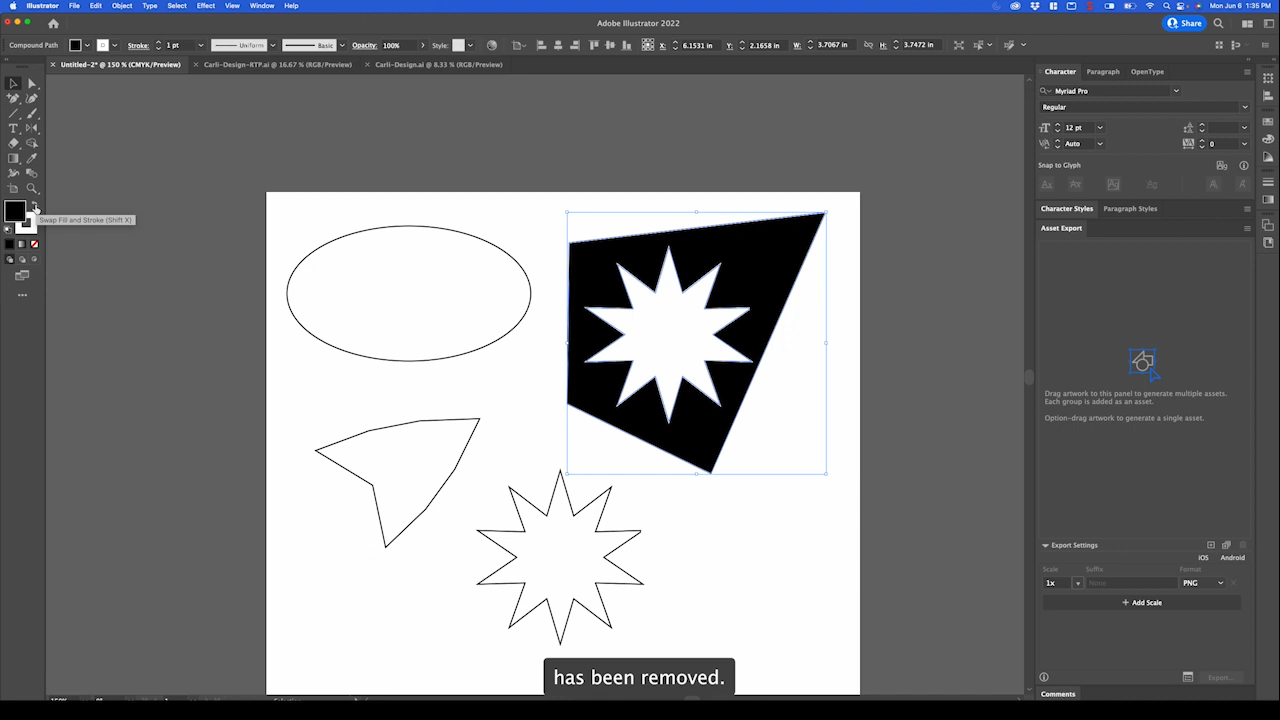 Illustrator File Edit Object Type Select Effect View Window Help Mon Jun 6 1:35 PM
Adobe Illustrator 2022
Share
Compound Path Stroke: 1 pt Uniform Basic Opacity: 100% Style: X: 6.1531 in Y: 2.1658 in W: 3.7067 in H: 3.7472 in
Untitled-2* @ 150 % (CMYK/Preview) Carli-Design-RTP.ai @ 16.67 % (RGB/Preview) Carli-Design.ai @ 8.33 % (RGB/Preview)
Character Paragraph OpenType
Myriad Pro
Regular
12 pt
Auto 0
Snap to Glyph
Character Styles Paragraph Styles
Swap Fill and Stroke (Shift X)
Asset Export
Drag artwork to this panel to generate multiple assets.
Each group is added as an asset.
Option-drag artwork to generate a single asset.
Export Settings
iOS Android
Scale Suffix Format
1x None PNG
+ Add Scale
has been removed.
Export...
Comments